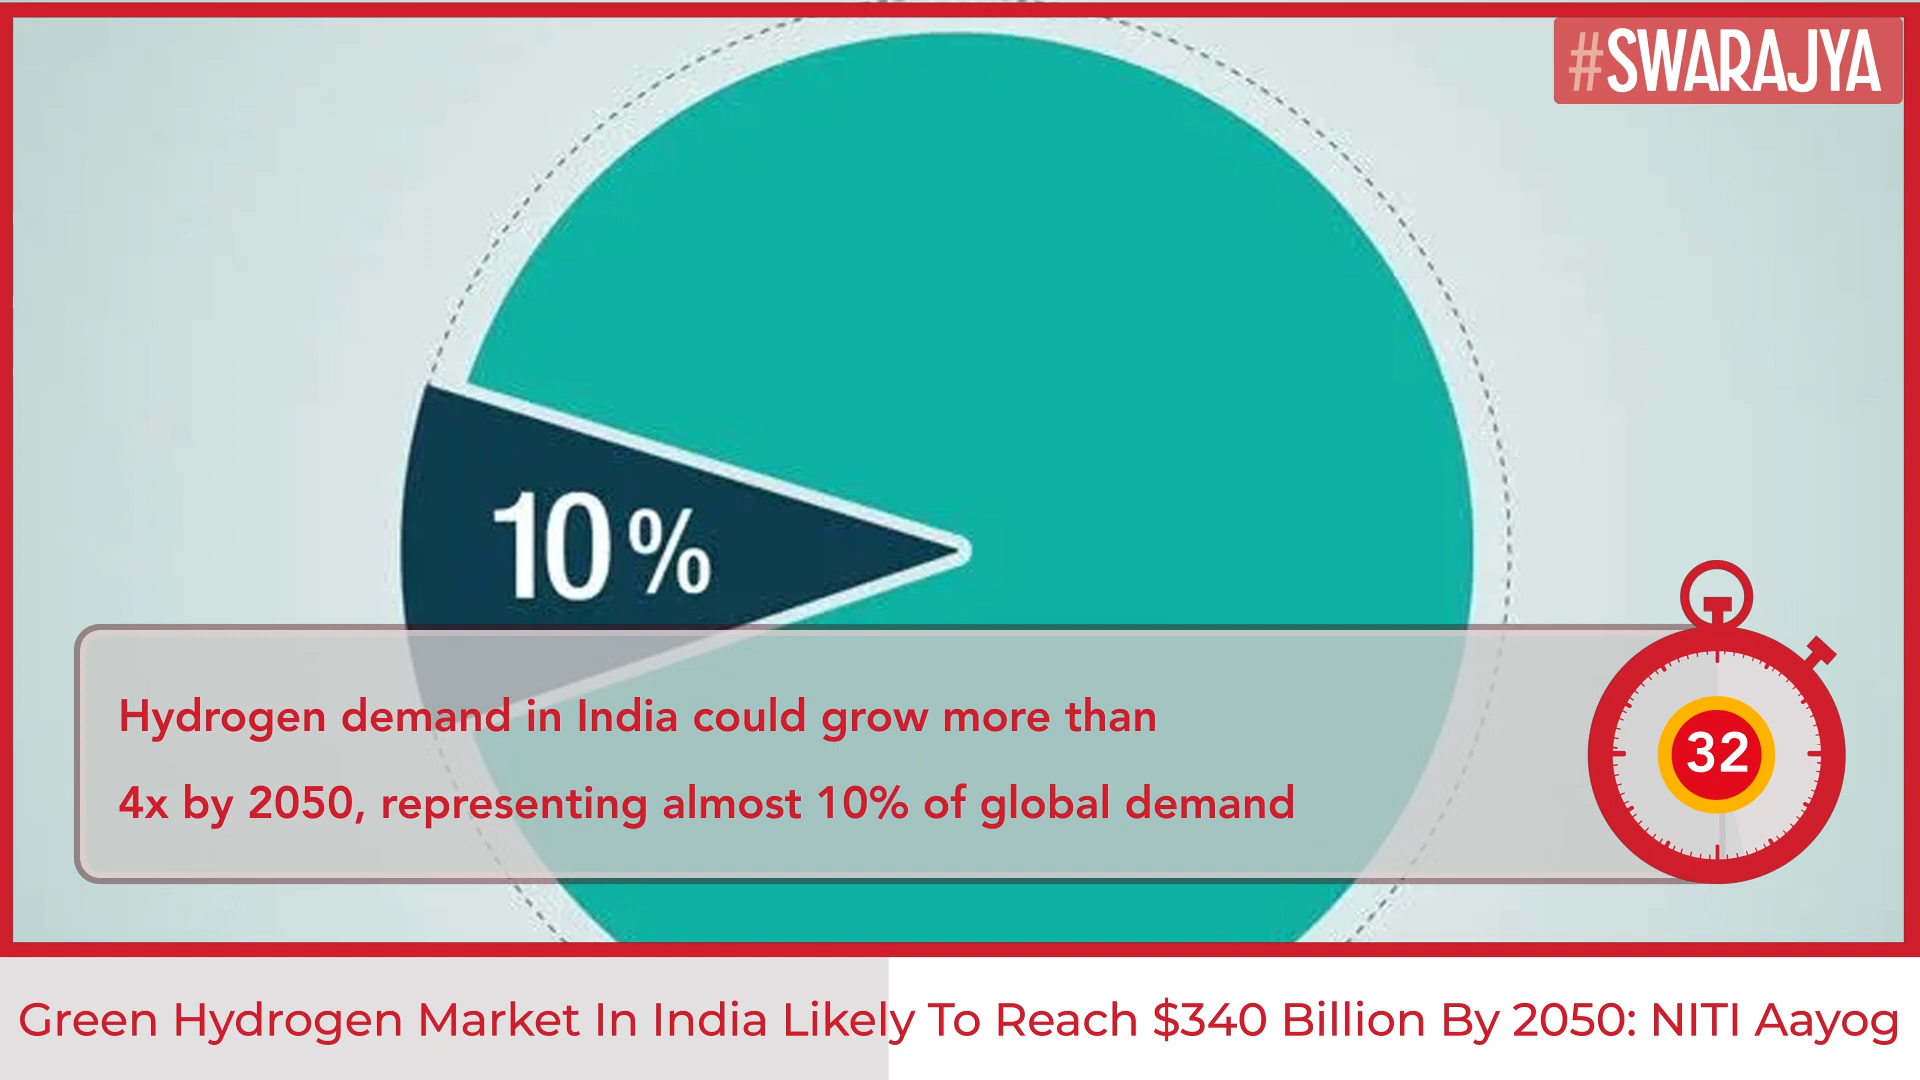 #SWARAJYA
10%
Hydrogen demand in India could grow more than
4x by 2050, representing almost 10% of global demand
32
Green Hydrogen Market In India Likely To Reach $340 Billion By 2050: NITI Aayog